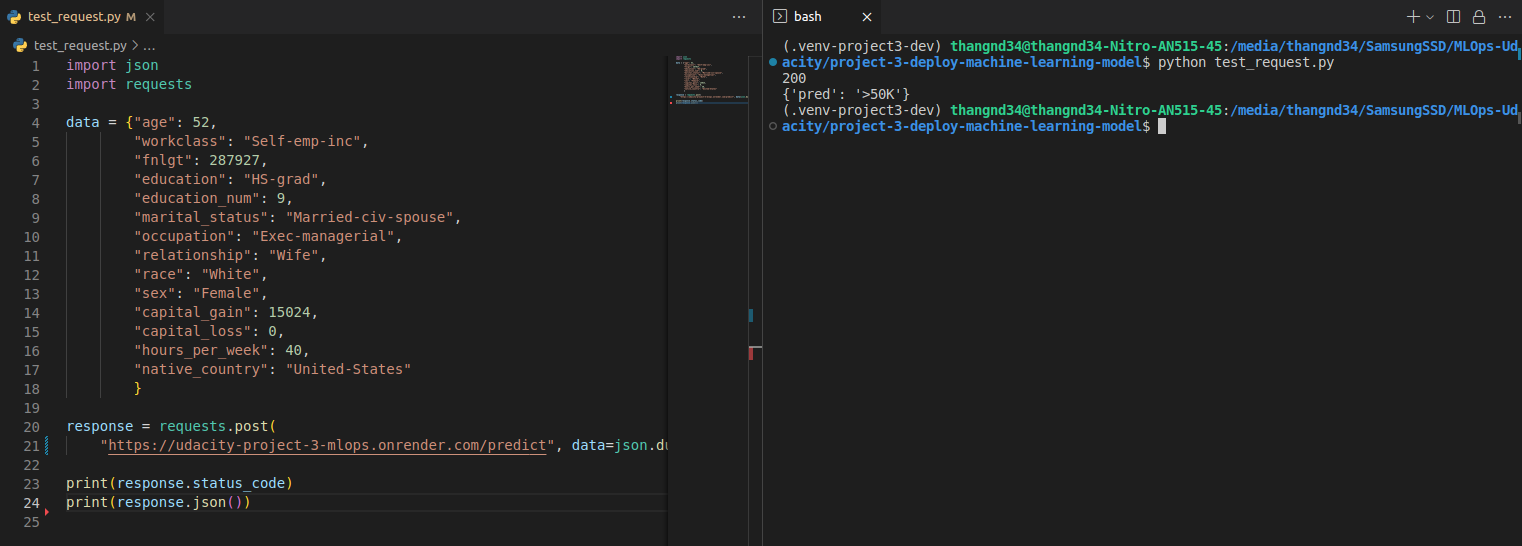 test_request.py M
test_request.py > ...
1 import json
2 import requests
3
4 data = {"age": 52,
5 "workclass": "Self-emp-inc",
6 "fnlgt": 287927,
7 "education": "HS-grad",
8 "education_num": 9,
9 "marital_status": "Married-civ-spouse",
10 "occupation": "Exec-managerial",
11 "relationship": "Wife",
12 "race": "White",
13 "sex": "Female",
14 "capital_gain": 15024,
15 "capital_loss": 0,
16 "hours_per_week": 40,
17 "native_country": "United-States"
18 }
19
20 response = requests.post(
21 "https://udacity-project-3-mlops.onrender.com/predict", data=json.du
22
23 print(response.status_code)
24 print(response.json())
25
bash
(.venv-project3-dev) thangnd34@thangnd34-Nitro-AN515-45:/media/thangnd34/SamsungSSD/MLOps-Ud
acity/project-3-deploy-machine-learning-model$ python test_request.py
200
{'pred': '>50K'}
(.venv-project3-dev) thangnd34@thangnd34-Nitro-AN515-45:/media/thangnd34/SamsungSSD/MLOps-Ud
acity/project-3-deploy-machine-learning-model$